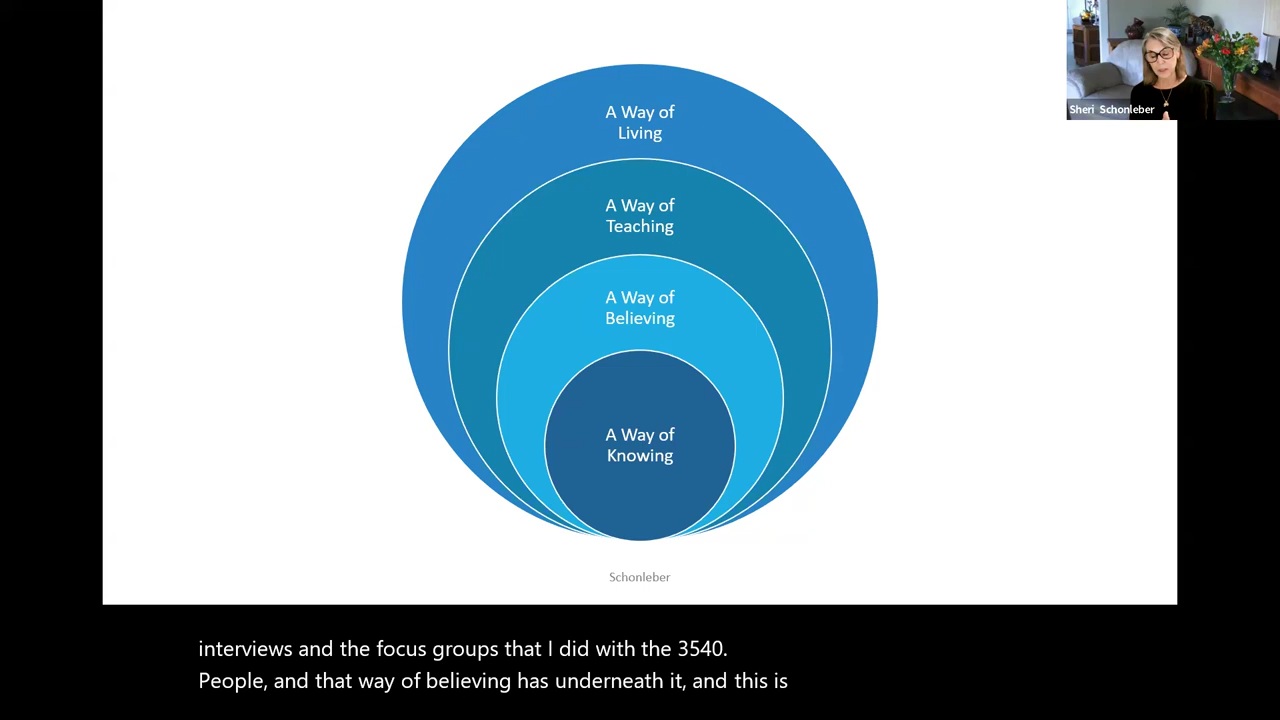 A Way of
Living
A Way of
Teaching
A Way of
Believing
A Way of
Knowing
Schonleber
Sheri Schonleber
interviews and the focus groups that I did with the 3540.
People, and that way of believing has underneath it, and this is